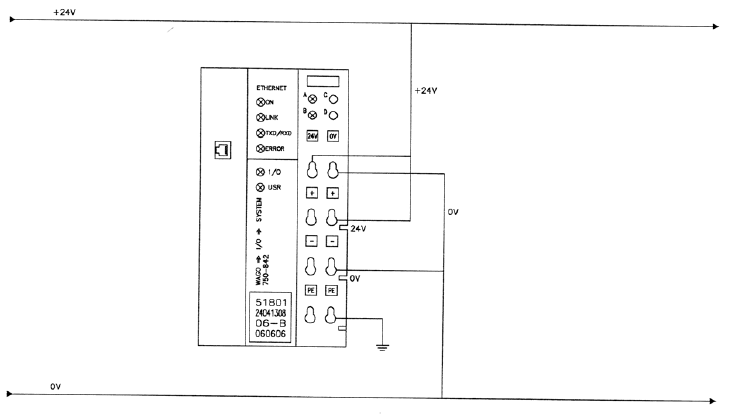 +24V
ETHERNET
ON
LINK
TXD/RXD
ERROR
A C
B D
24V 0V
+24V
I/O
USR
+ +
WAGO I/O SYSTEM
750-842
0V
24V
- -
0V
PE PE
51801
24041308
06-B
060606
0V